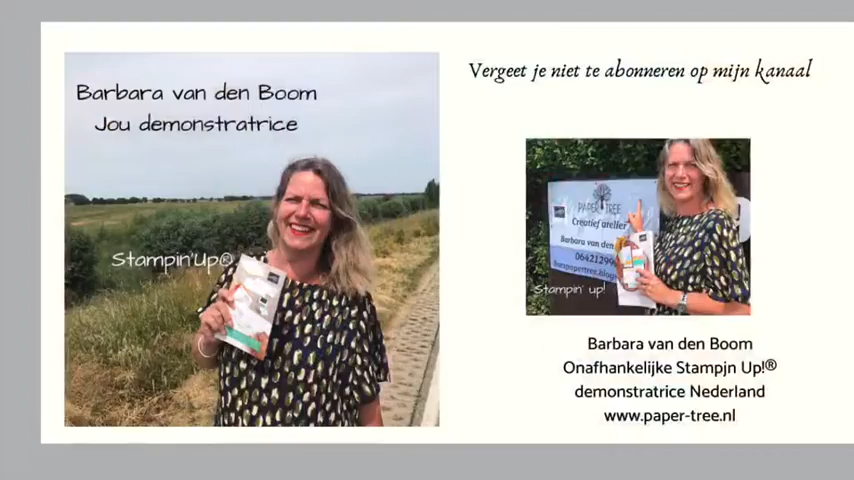 Barbara van den Boom
Jou demonstratrice
Stampin'Up!®
Vergeet je niet te abonneren op mijn kanaal
PAPER TREE
Creatief atelier
Barbara van den
Stampin' up!
Barbara van den Boom
Onafhankelijke Stampjn Up!®
demonstratrice Nederland
www.paper-tree.nl